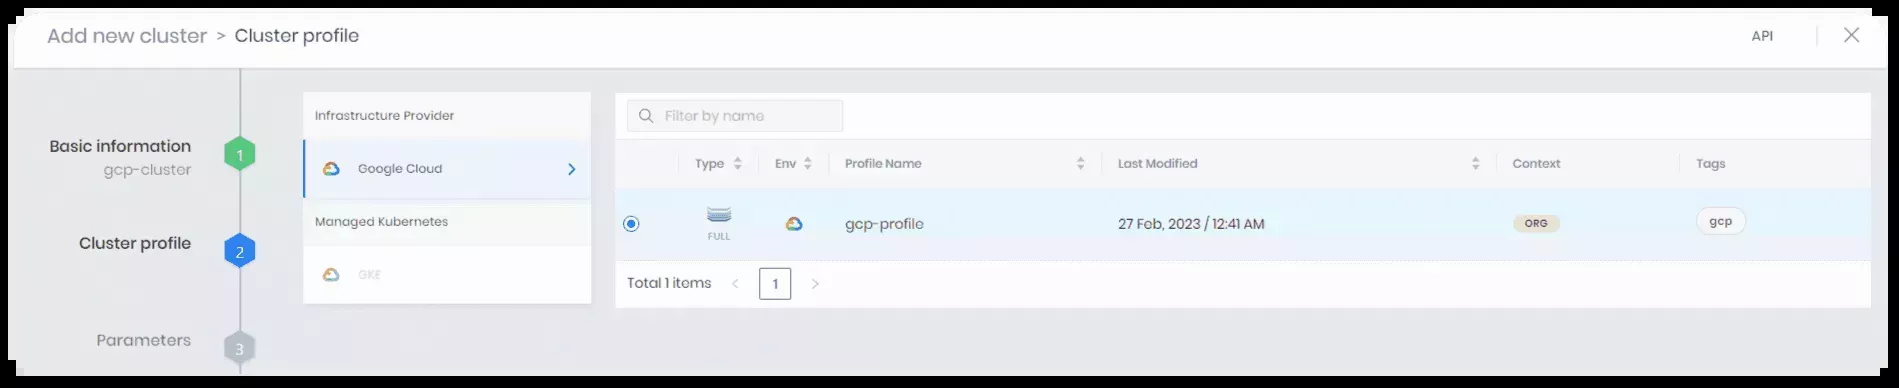 Add new cluster > Cluster profile
API
Basic information
gcp-cluster
1
Cluster profile
2
Parameters
3
Infrastructure Provider
Google Cloud
Managed Kubernetes
GKE
Filter by name
Type Env Profile Name Last Modified Context Tags
FULL gcp-profile 27 Feb, 2023 / 12:41 AM ORG gcp
Total 1 items < 1 >